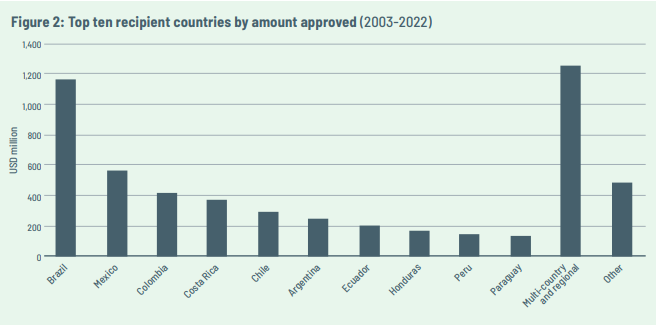 Figure 2: Top ten recipient countries by amount approved (2003-2022)
USD million
1,400
1,200
1,000
800
600
400
200
0
Brazil
Mexico
Colombia
Costa Rica
Chile
Argentina
Ecuador
Honduras
Peru
Paraguay
Multi-country
and regional
Other